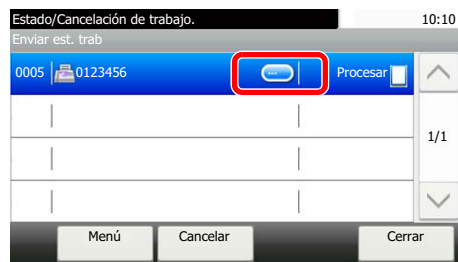 Estado/Cancelación de trabajo. 10:10
Enviar est. trab
0005 0123456 ... Procesar
1/1
Menú Cancelar Cerrar